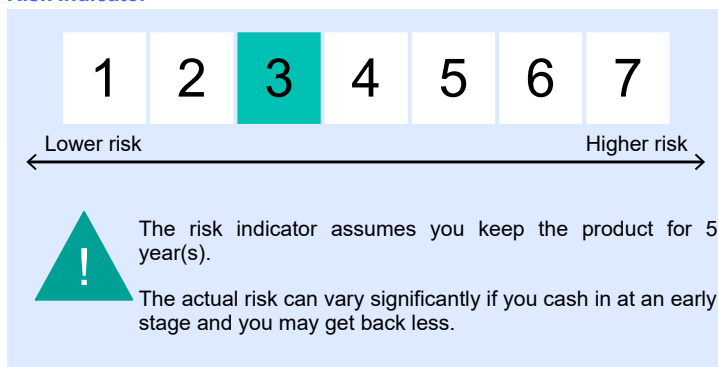 Risk Indicator
1 2 3 4 5 6 7
Lower risk Higher risk
!
The risk indicator assumes you keep the product for 5
year(s).
The actual risk can vary significantly if you cash in at an early
stage and you may get back less.